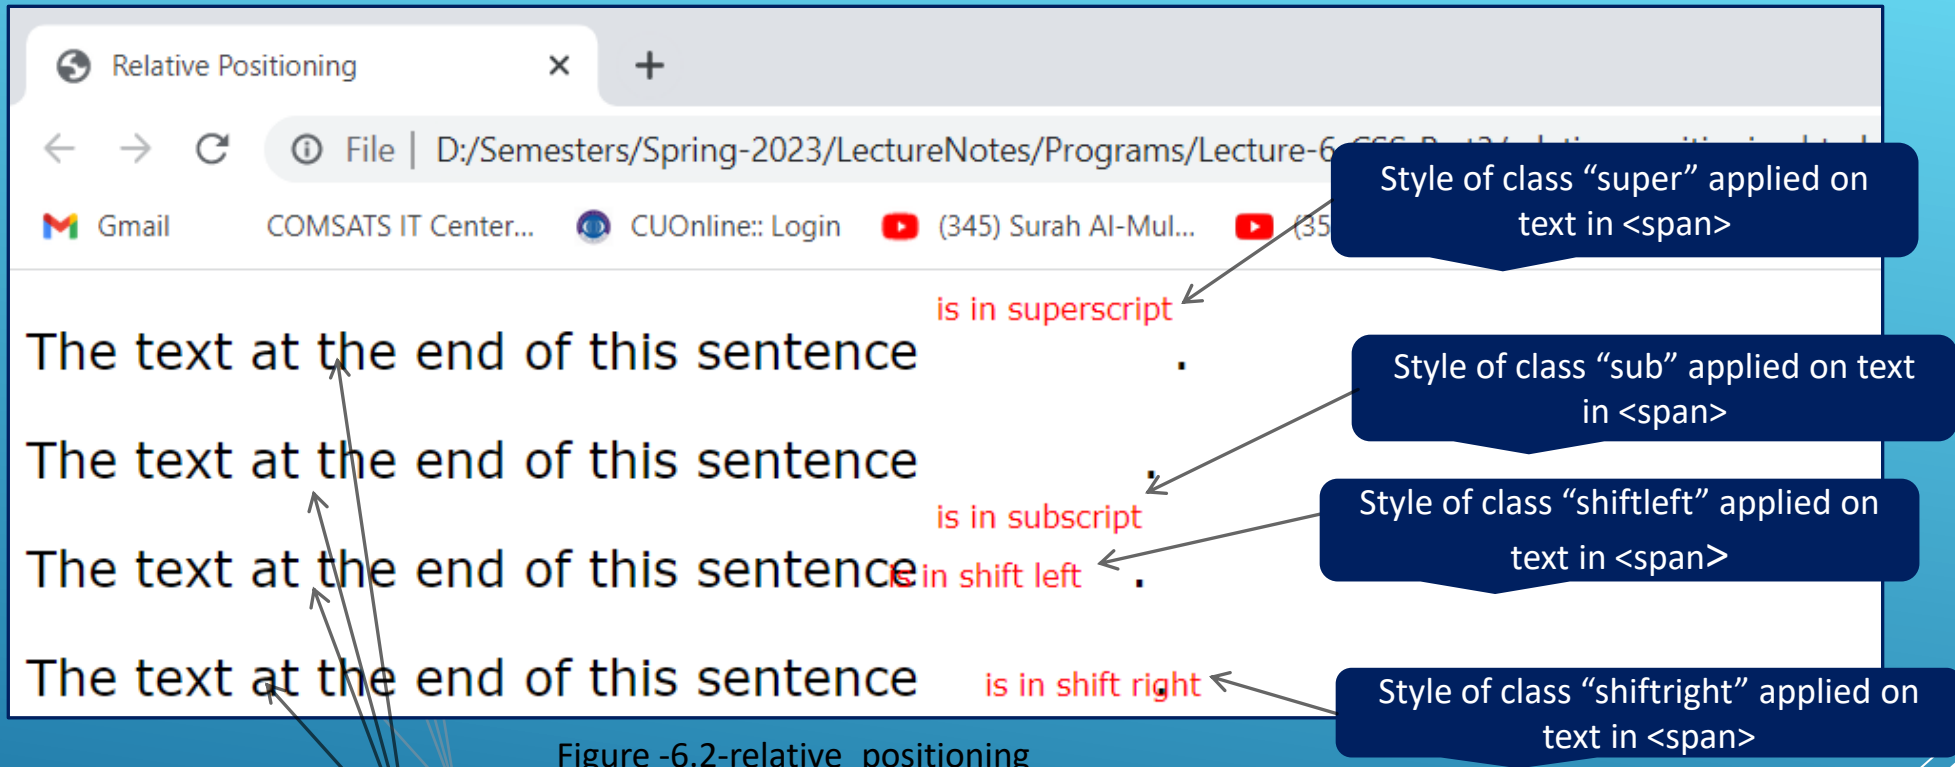 Relative Positioning
File | D:/Semesters/Spring-2023/LectureNotes/Programs/Lecture-6
Gmail COMSATS IT Center... CUOnline:: Login (345) Surah Al-Mul... (35
Style of class “super” applied on
text in <span>
is in superscript
The text at the end of this sentence .
Style of class “sub” applied on text
in <span>
The text at the end of this sentence .
is in subscript
Style of class “shiftleft” applied on
text in <span>
The text at the end of this sentence is in shift left .
The text at the end of this sentence is in shift right .
Style of class “shiftright” applied on
text in <span>
Figure -6.2-relative positioning